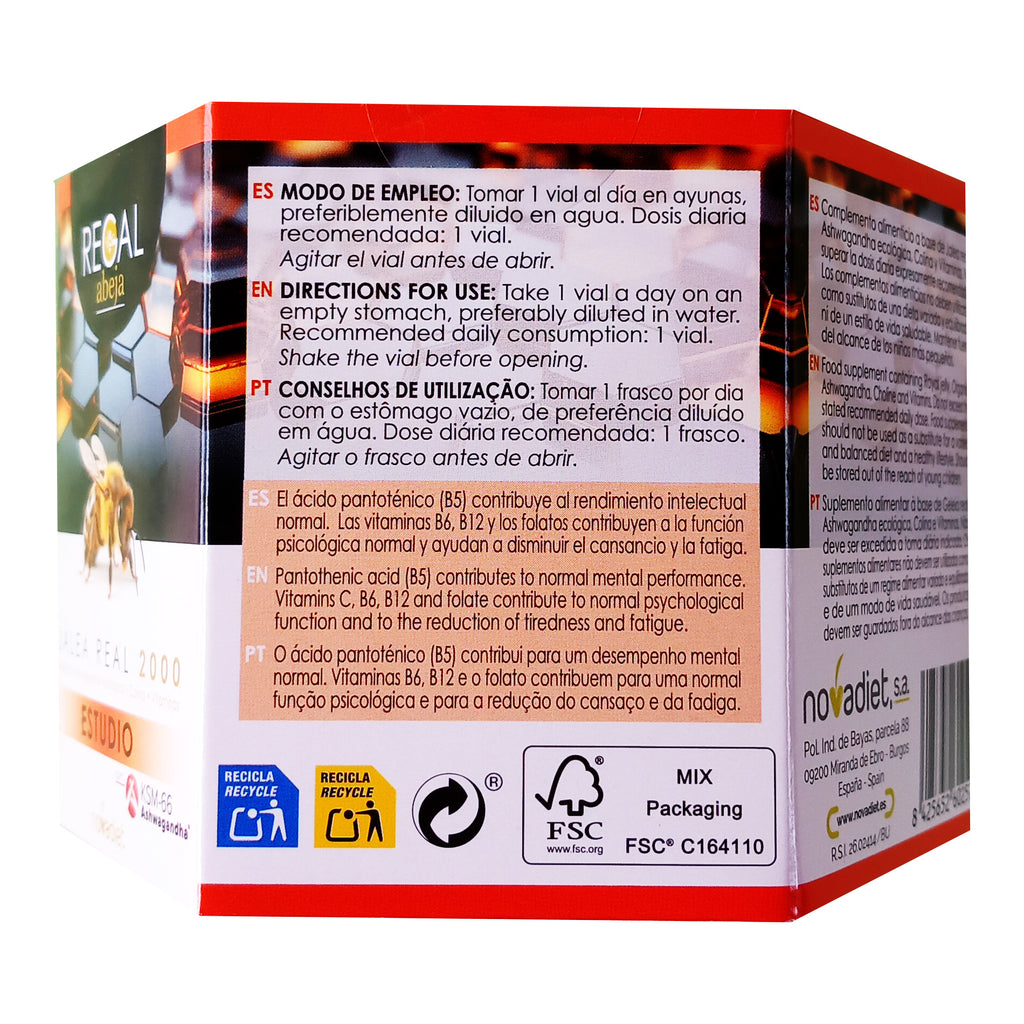 REGAL
abeja
JALEA REAL 2000
ESTUDIO
KSM-66
Ashwagandha
ES MODO DE EMPLEO: Tomar 1 vial al día en ayunas,
preferiblemente diluido en agua. Dosis diaria
recomendada: 1 vial.
Agitar el vial antes de abrir.
EN DIRECTIONS FOR USE: Take 1 vial a day on an
empty stomach, preferably diluted in water.
Recommended daily consumption: 1 vial.
Shake the vial before opening.
PT CONSELHOS DE UTILIZAÇÃO: Tomar 1 frasco por dia
com o estômago vazio, de preferência diluído
em água. Dose diária recomendada: 1 frasco.
Agitar o frasco antes de abrir.
ES El ácido pantoténico (B5) contribuye al rendimiento intelectual
normal. Las vitaminas B6, B12 y los folatos contribuyen a la función
psicológica normal y ayudan a disminuir el cansancio y la fatiga.
EN Pantothenic acid (B5) contributes to normal mental performance.
Vitamins C, B6, B12 and folate contribute to normal psychological
function and to the reduction of tiredness and fatigue.
PT O ácido pantoténico (B5) contribui para um desempenho mental
normal. Vitaminas B6, B12 e o folato contribuem para uma normal
função psicológica e para a redução do cansaço e da fadiga.
RECICLA
RECYCLE
RECICLA
RECYCLE
®
FSC®
www.fsc.org
MIX
Packaging
FSC® C164110
ES Complemento alimenticio a base de Jalea
Ashwagandha ecológica, Colina y Vitaminas.
superar la dosis diaria expresamente
Los complementos alimenticios no deben
como sustitutos de una dieta variada y
ni de un estilo de vida saludable. Mantener
del alcance de los niños más pequeños.
EN Food supplement containing Royal jelly,
Ashwagandha, Choline and Vitamins. Do not exceed
stated recommended daily dose. Food
should not be used as a substitute for a
and balanced diet and a healthy lifestyle.
be stored out of the reach of young children.
PT Suplemento alimentar à base de Geleia
Ashwagandha ecológica, Colina e Vitaminas.
deve ser excedida a toma diária indicada.
suplementos alimentares não devem ser
substitutos de um regime alimentar variado e
e de um modo de vida saudável. Os
devem ser guardados fora do alcance das
novadiet, s.a.
Pol. Ind. de Bayas, parcela 88
09200 Miranda de Ebro - Burgos
España - Spain
www.novadiet.es
R.S.I. 26.02414/BU
8 425652